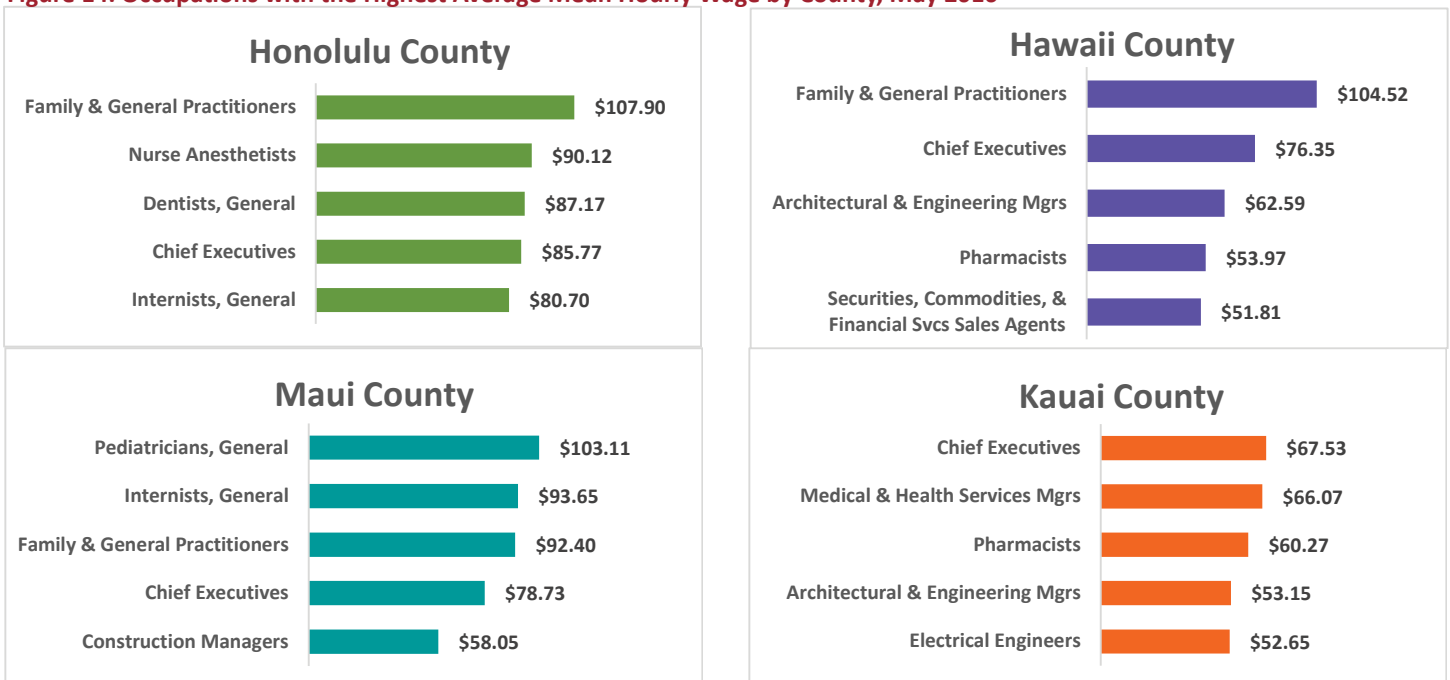 Honolulu County
Family & General Practitioners $107.90
Nurse Anesthetists $90.12
Dentists, General $87.17
Chief Executives $85.77
Internists, General $80.70
Hawaii County
Family & General Practitioners $104.52
Chief Executives $76.35
Architectural & Engineering Mgrs $62.59
Pharmacists $53.97
Securities, Commodities, &
Financial Svcs Sales Agents $51.81
Maui County
Pediatricians, General $103.11
Internists, General $93.65
Family & General Practitioners $92.40
Chief Executives $78.73
Construction Managers $58.05
Kauai County
Chief Executives $67.53
Medical & Health Services Mgrs $66.07
Pharmacists $60.27
Architectural & Engineering Mgrs $53.15
Electrical Engineers $52.65